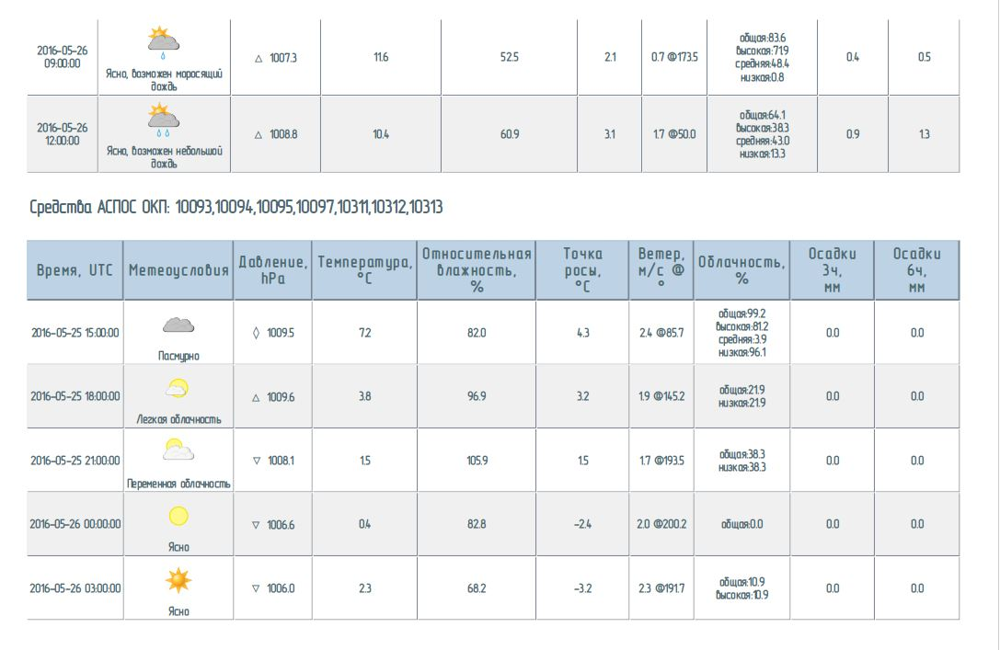 2016-05-26
09:00:00
Ясно, возможен моросящий
дождь
△ 1007.3
11.6
52.5
2.1
0.7 @173.5
общая:83.6
высокая:71.9
средняя:48.4
низкая:0.8
0.4
0.5
2016-05-26
12:00:00
Ясно, возможен небольшой
дождь
△ 1008.8
10.4
60.9
3.1
1.7 @50.0
общая:64.1
высокая:38.3
средняя:43.0
низкая:13.3
0.9
1.3
Средства АСПОС ОКП: 10093,10094,10095,10097,10311,10312,10313
Время, UTC
Метеоусловия
Давление,
hPa
Температура,
°C
Относительная
влажность,
%
Точка
росы,
°C
Ветер,
м/с @
°
Облачность,
%
Осадки
3ч,
мм
Осадки
6ч,
мм
2016-05-25 15:00:00
Пасмурно
◊ 1009.5
7.2
82.0
4.3
2.4 @85.7
общая:99.2
высокая:81.2
средняя:3.9
низкая:96.1
0.0
0.0
2016-05-25 18:00:00
Легкая облачность
△ 1009.6
3.8
96.9
3.2
1.9 @145.2
общая:21.9
низкая:21.9
0.0
0.0
2016-05-25 21:00:00
Переменная облачность
▽ 1008.1
1.5
105.9
1.5
1.7 @193.5
общая:38.3
низкая:38.3
0.0
0.0
2016-05-26 00:00:00
Ясно
▽ 1006.6
0.4
82.8
-2.4
2.0 @200.2
общая:0.0
0.0
0.0
2016-05-26 03:00:00
Ясно
▽ 1006.0
2.3
68.2
-3.2
2.3 @191.7
общая:10.9
высокая:10.9
0.0
0.0